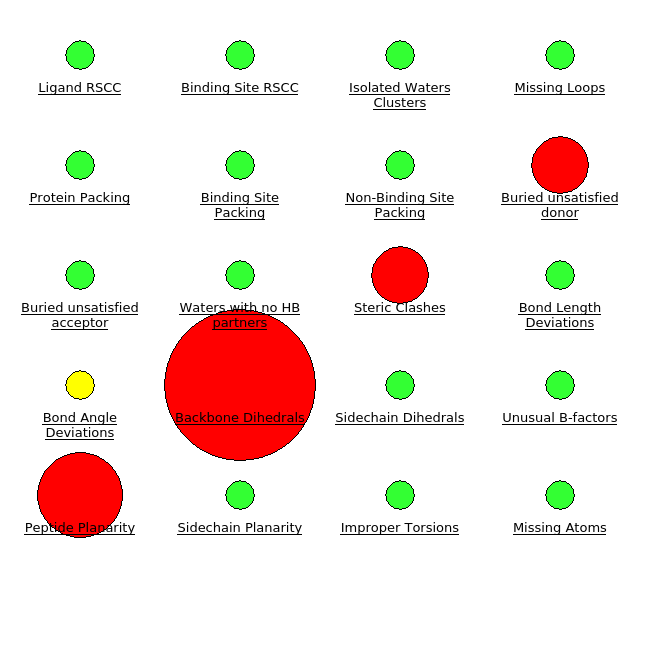 Ligand RSCC
Binding Site RSCC
Isolated Waters
Clusters
Missing Loops
Protein Packing
Binding Site
Packing
Non-Binding Site
Packing
Buried unsatisfied
donor
Buried unsatisfied
acceptor
Waters with no HB
partners
Steric Clashes
Bond Length
Deviations
Bond Angle
Deviations
Backbone Dihedrals
Sidechain Dihedrals
Unusual B-factors
Peptide Planarity
Sidechain Planarity
Improper Torsions
Missing Atoms